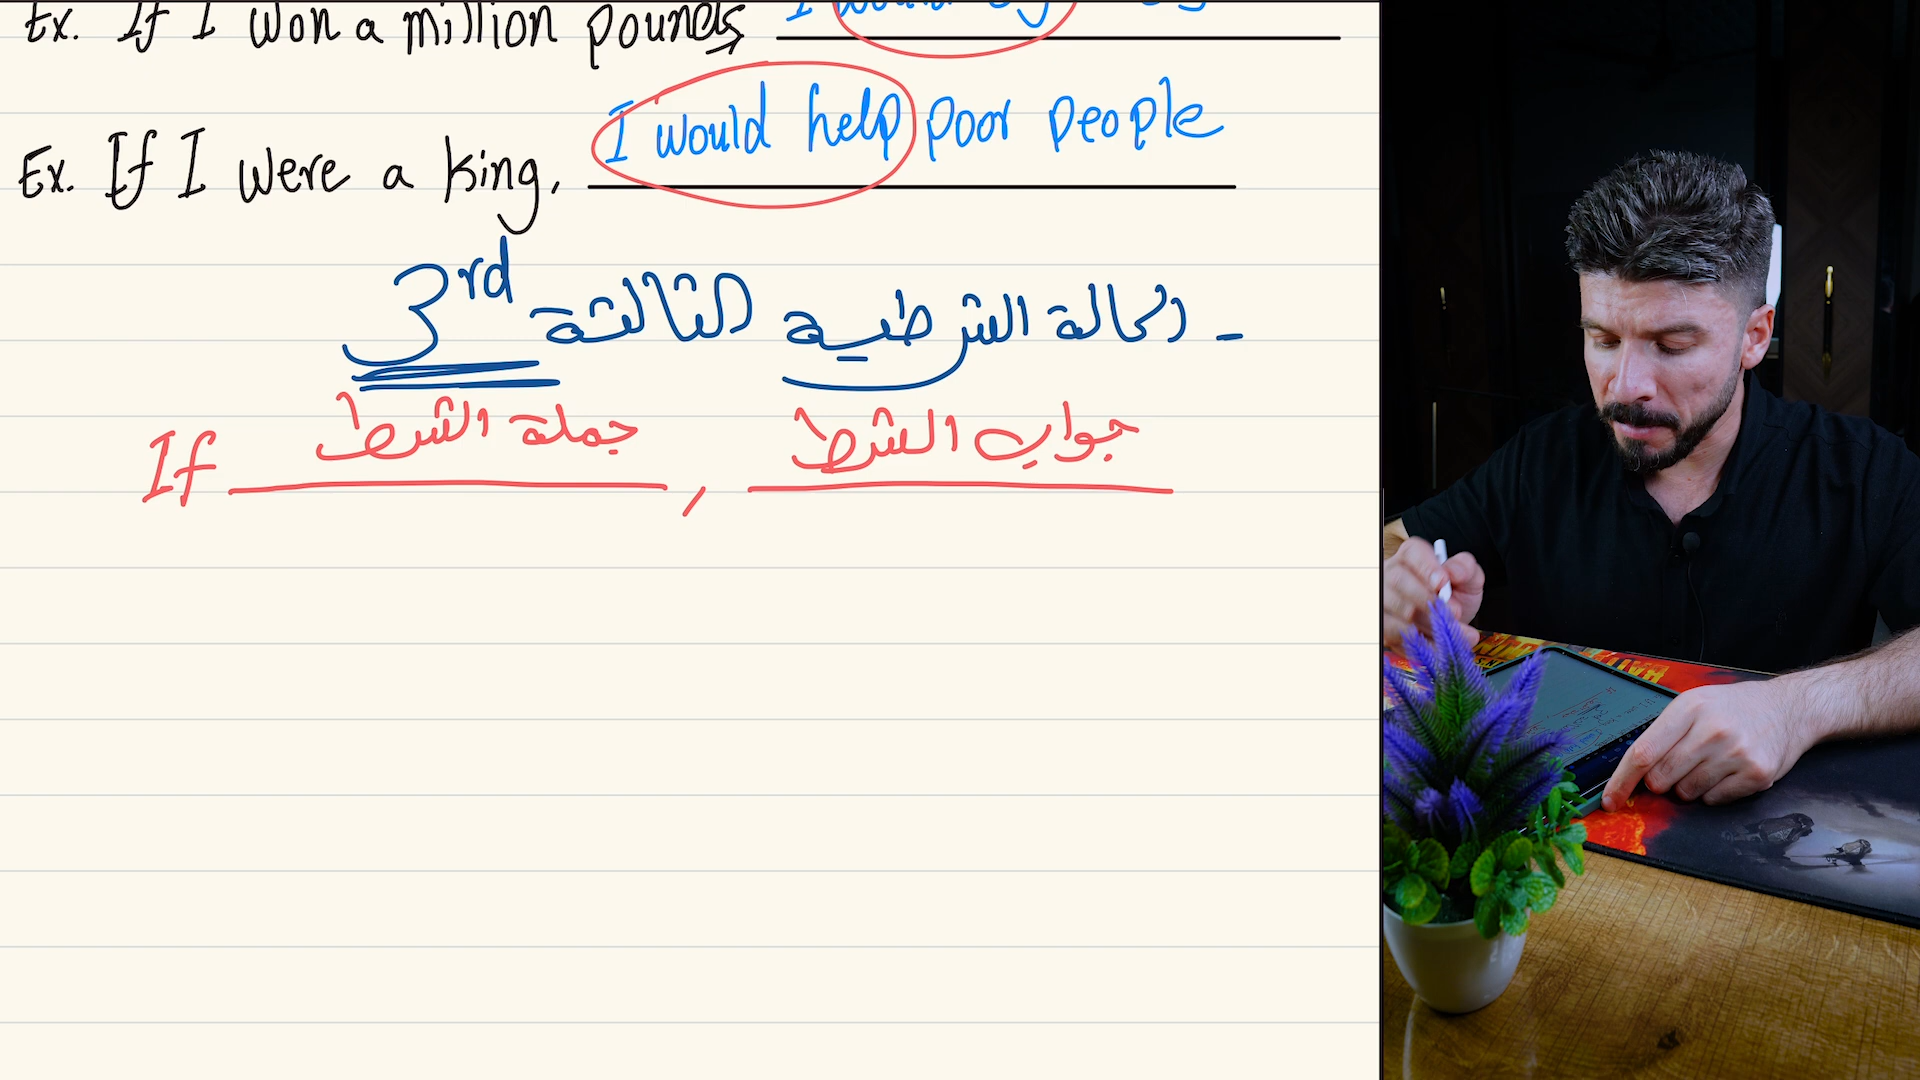 Ex. If I won a million pounds, I would
Ex. If I were a king, I would help poor people
- الحالة الشرطية الثالثة 3rd
If جملة الشرط , جواب الشرط